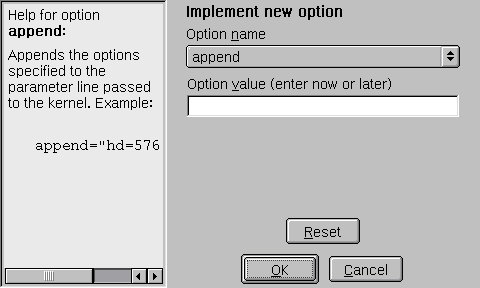 Help for option
append:
Appends the options
specified to the
parameter line passed
to the kernel. Example:
append="hd=576
Implement new option
Option name
append
Option value (enter now or later)
Reset
OK
Cancel